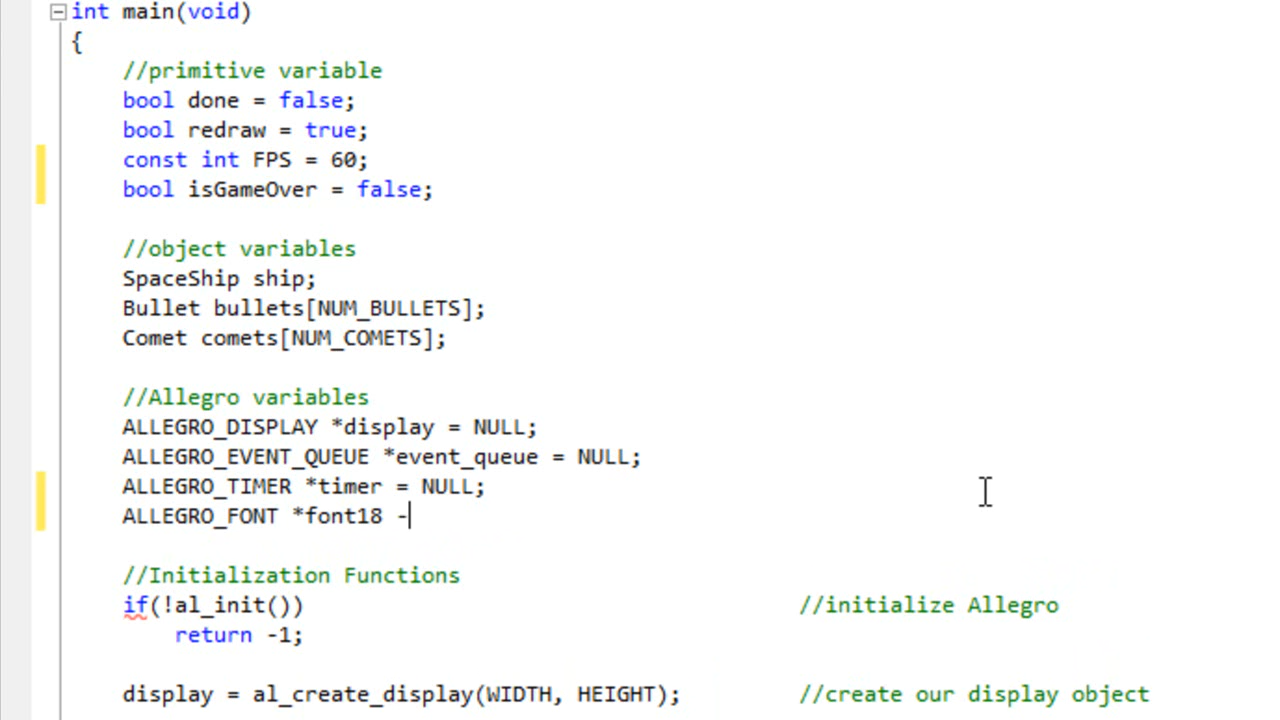 int main(void)
{
//primitive variable
bool done = false;
bool redraw = true;
const int FPS = 60;
bool isGameOver = false;
//object variables
SpaceShip ship;
Bullet bullets[NUM_BULLETS];
Comet comets[NUM_COMETS];
//Allegro variables
ALLEGRO_DISPLAY *display = NULL;
ALLEGRO_EVENT_QUEUE *event_queue = NULL;
ALLEGRO_TIMER *timer = NULL;
ALLEGRO_FONT *font18 -
//Initialization Functions
if(!al_init()) //initialize Allegro
return -1;
display = al_create_display(WIDTH, HEIGHT); //create our display object